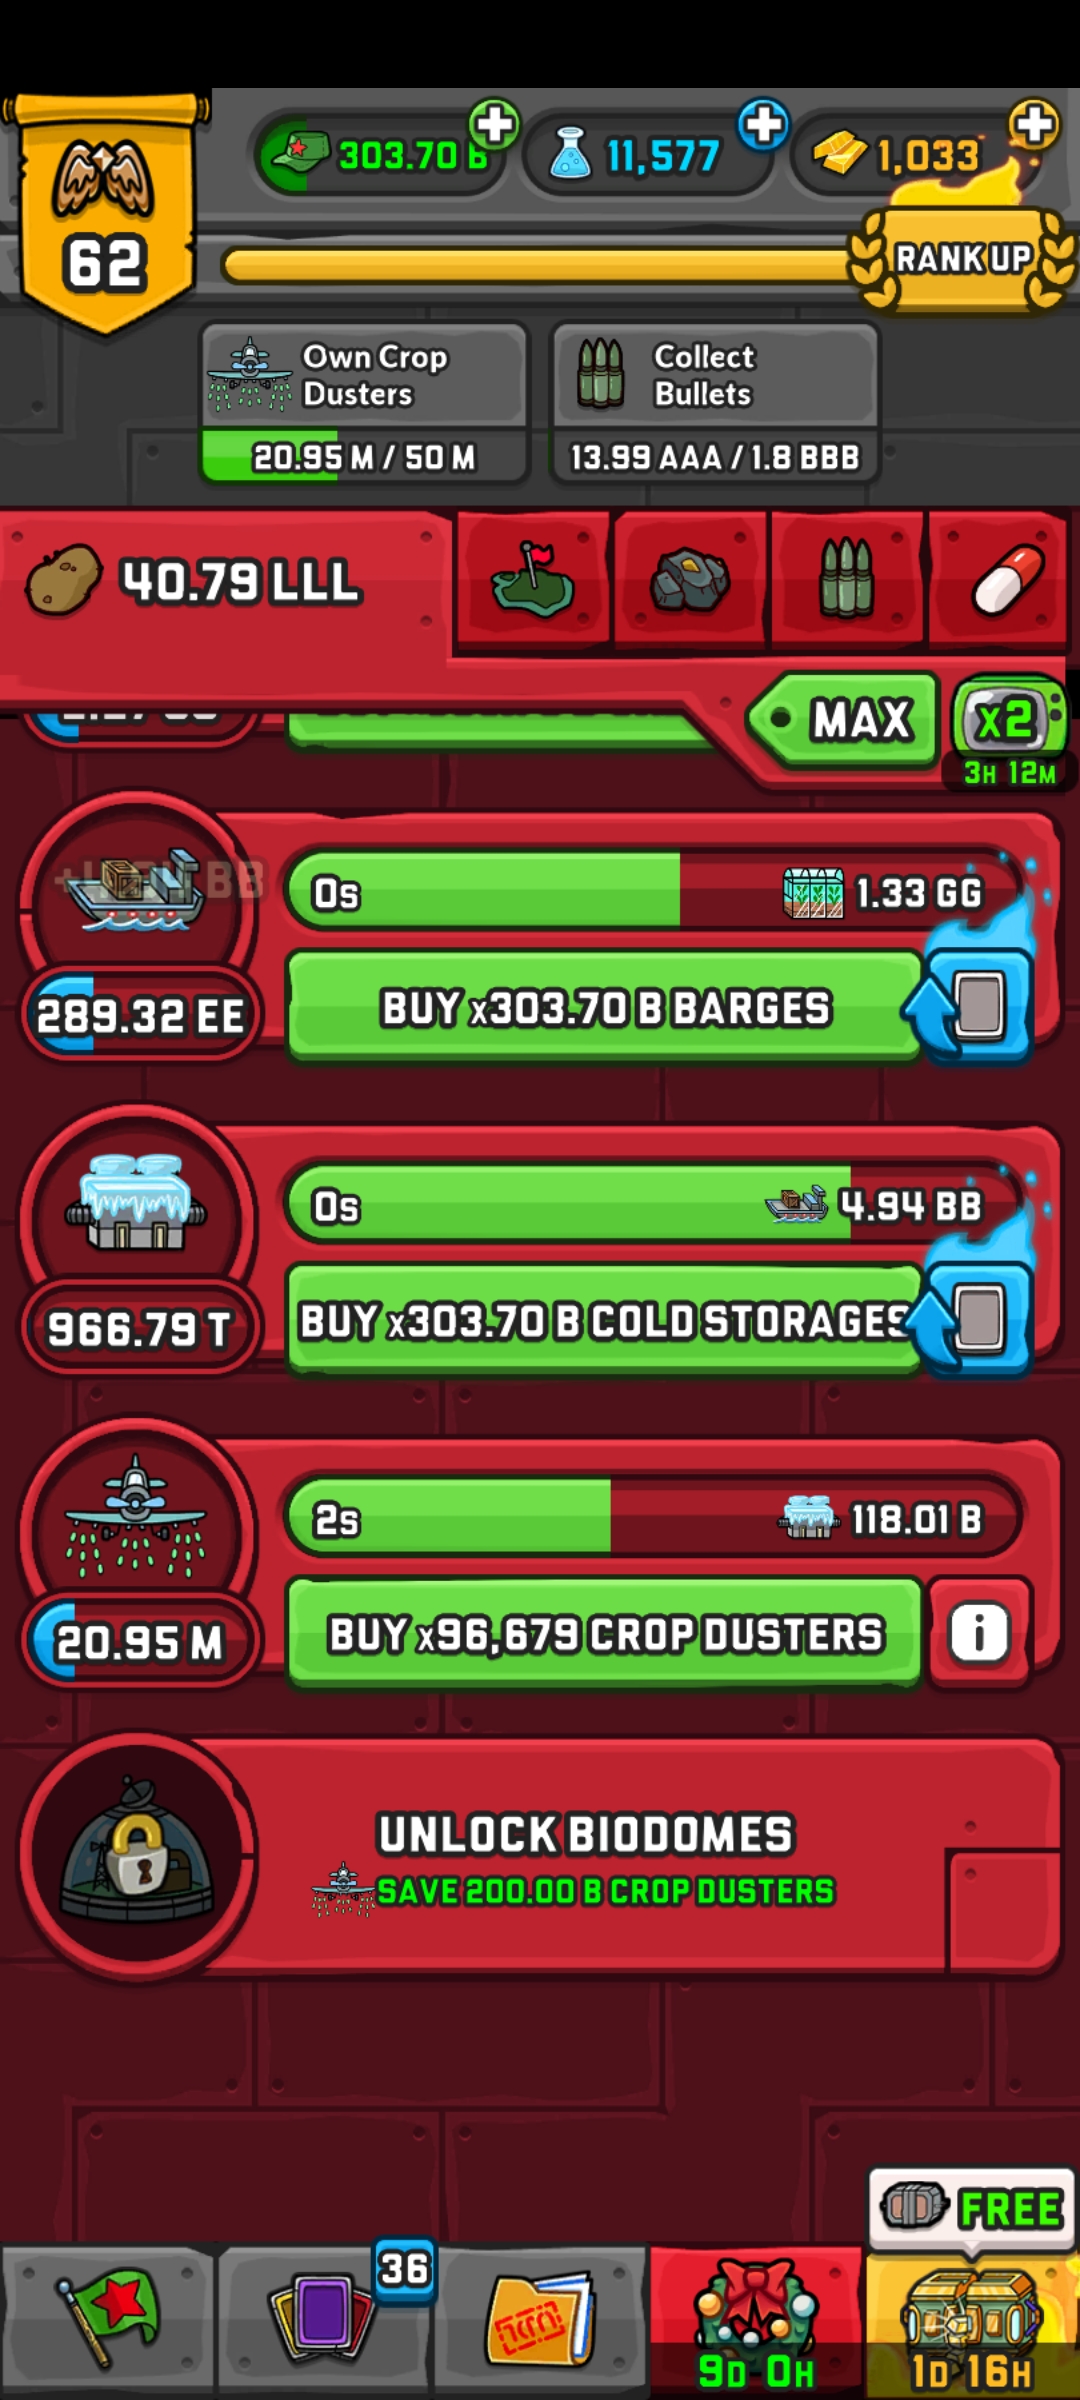 303.70 B
11,577
1,033
62
RANK UP
Own Crop
Dusters
Collect
Bullets
20.95 M / 50 M
13.99 AAA / 1.8 BBB
40.79 LLL
MAX
x2
3H 12M
0s
1.33 GG
289.32 EE
BUY x303.70 B BARGES
0s
4.94 BB
966.79 T
BUY x303.70 B COLD STORAGES
2s
118.01 B
20.95 M
BUY x96,679 CROP DUSTERS
i
UNLOCK BIODOMES
SAVE 200.00 B CROP DUSTERS
FREE
36
9D 0H
1D 16H